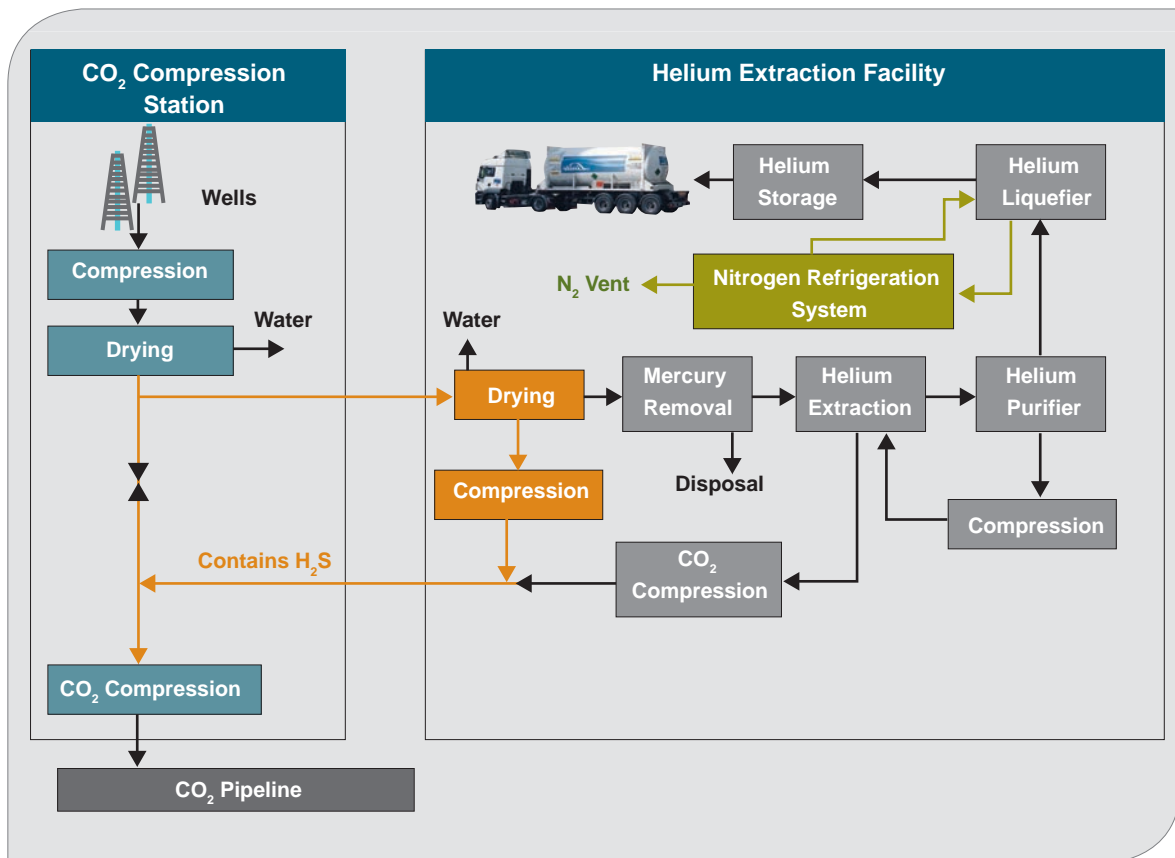 CO₂ Compression
Station
Wells
Compression
Drying
Water
Contains H₂S
CO₂ Compression
CO₂ Pipeline
Helium Extraction Facility
Helium
Storage
Helium
Liquefier
N₂ Vent
Nitrogen Refrigeration
System
Water
Drying
Mercury
Removal
Helium
Extraction
Helium
Purifier
Compression
Disposal
Compression
CO₂
Compression